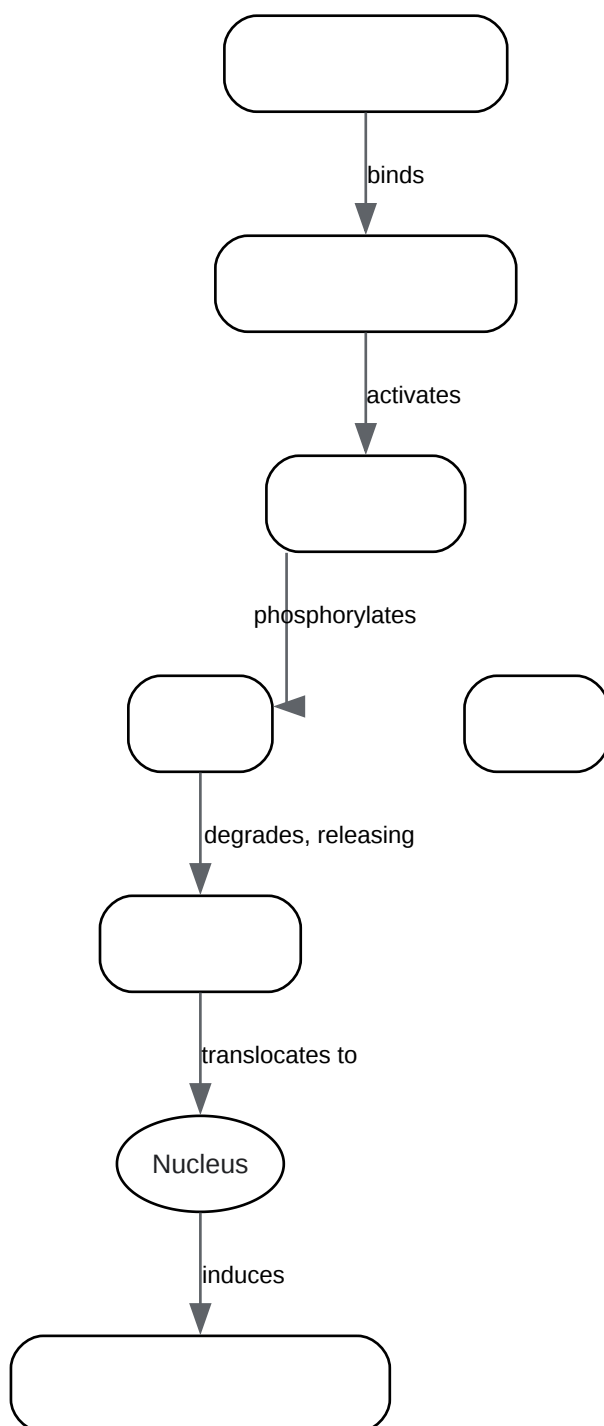 binds
activates
phosphorylates
degrades, releasing
translocates to
Nucleus
induces